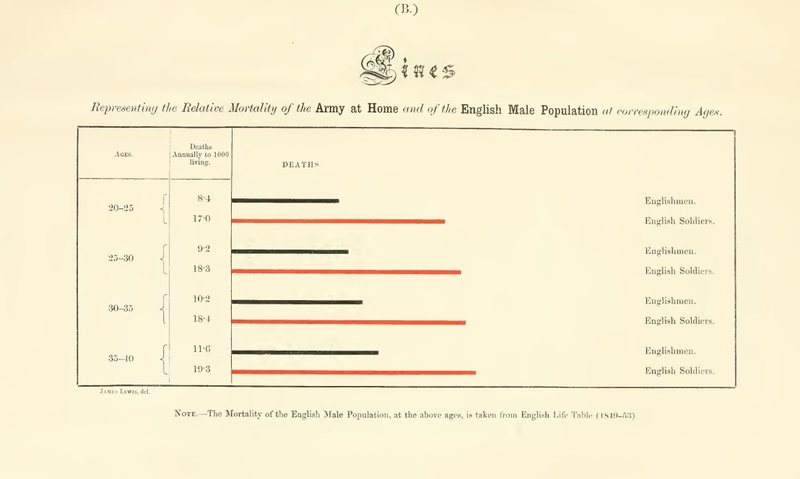 (B.)
Lines
Representing the Relative Mortality of the Army at Home and of the English Male Population at corresponding Ages.
AGES. Deaths Annually to 1000 living. DEATHS
20–25 8·4 Englishmen.
17·0 English Soldiers.
25–30 9·2 Englishmen.
18·3 English Soldiers.
30–35 10·2 Englishmen.
18·4 English Soldiers.
35–40 11·6 Englishmen.
19·3 English Soldiers.
JAMES LEWIS, del.
NOTE.—The Mortality of the English Male Population, at the above ages, is taken from English Life Table (1849–53)